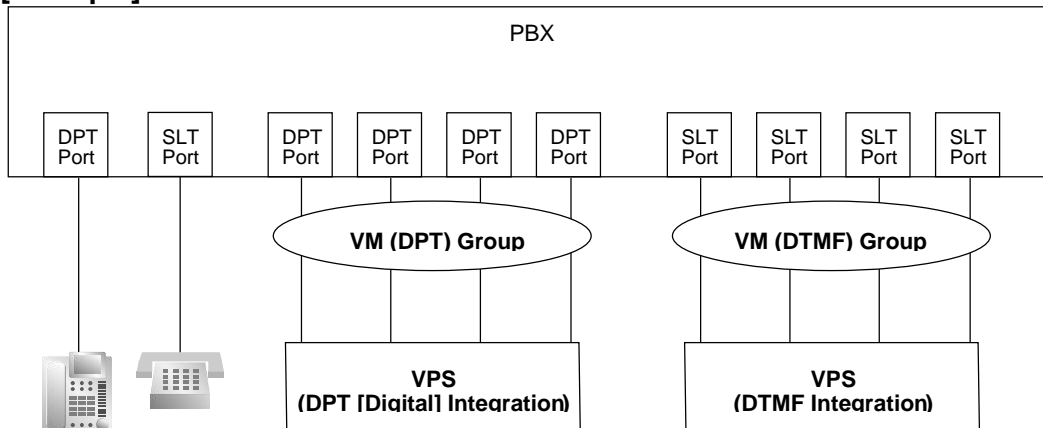 PBX
DPT Port
SLT Port
DPT Port
DPT Port
DPT Port
DPT Port
SLT Port
SLT Port
SLT Port
SLT Port
VM (DPT) Group
VM (DTMF) Group
VPS
(DPT [Digital] Integration)
VPS
(DTMF Integration)